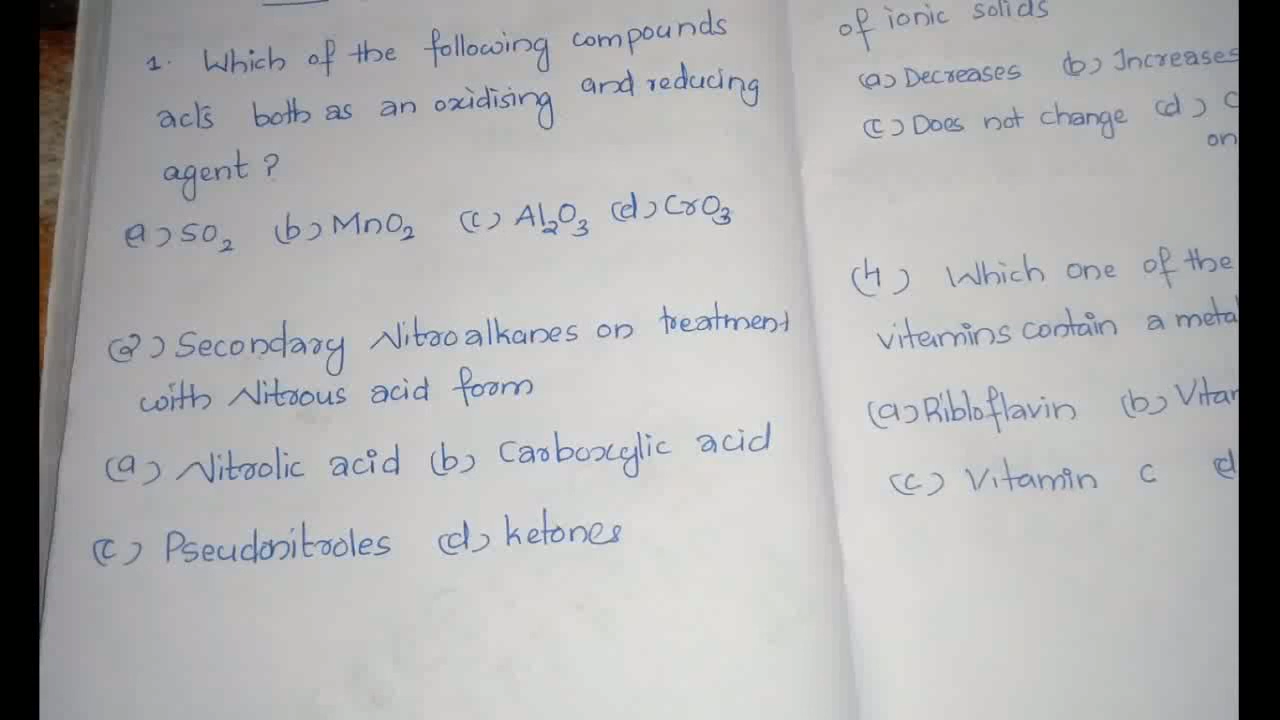 1. Which of the following compounds
acts both as an oxidising and reducing
agent ?
a) SO2 (b) MnO2 (c) Al2O3 (d) CrO3
(2) Secondary Nitroalkanes on treatment
with Nitrous acid form
(a) Nitrolic acid (b) Carboxylic acid
(c) Pseudonitroles (d) ketones
of ionic solids
(a) Decreases (b) Increases
(c) Does not change (d)
on
(4) Which one of the
vitamins contain a meta
(a) Ribloflavin (b) Vitam
(c) Vitamin c d